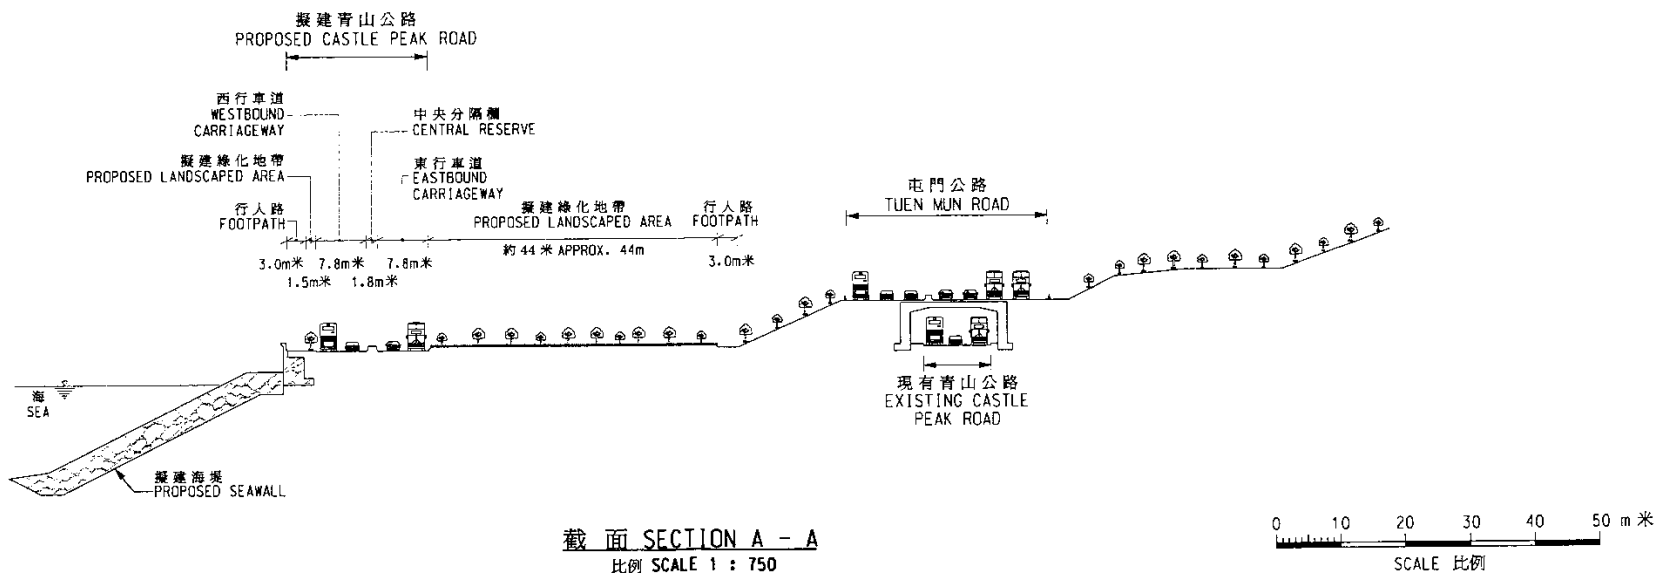 擬建青山公路
PROPOSED CASTLE PEAK ROAD
西行車道
WESTBOUND
CARRIAGEWAY
中央分隔欄
CENTRAL RESERVE
擬建綠化地帶
PROPOSED LANDSCAPED AREA
東行車道
EASTBOUND
CARRIAGEWAY
行人路
FOOTPATH
擬建綠化地帶
PROPOSED LANDSCAPED AREA
行人路
FOOTPATH
屯門公路
TUEN MUN ROAD
3.0m米
1.5m米
7.8m米
1.8m米
7.8m米
約 44 米 APPROX. 44m
3.0m米
海
SEA
擬建海堤
PROPOSED SEAWALL
現有青山公路
EXISTING CASTLE
PEAK ROAD
截 面 SECTION A - A
比例 SCALE 1 : 750
0 10 20 30 40 50 m 米
SCALE 比例